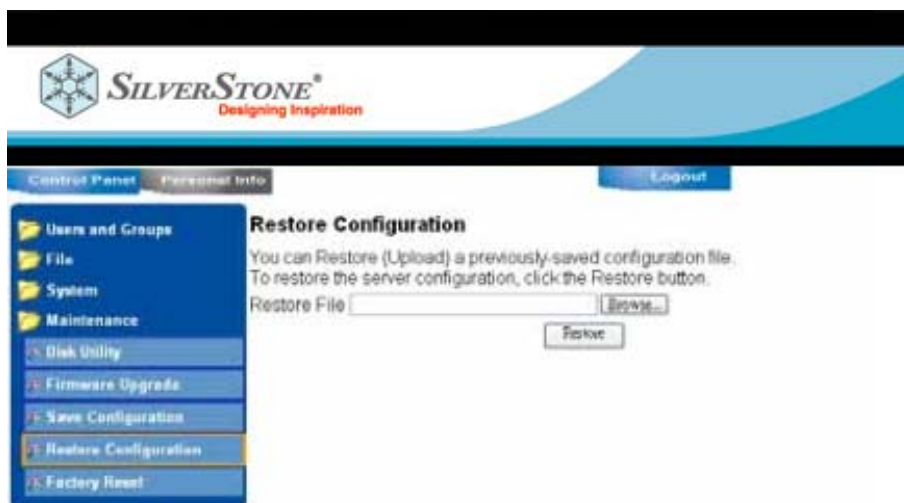 SILVERSTONE®
Designing Inspiration
Control Panel
Personal Info
Logout
Users and Groups
File
System
Maintenance
Disk Utility
Firmware Upgrade
Save Configuration
Restore Configuration
Factory Reset
Restore Configuration
You can Restore (Upload) a previously-saved configuration file.
To restore the server configuration, click the Restore button.
Restore File
Browse...
Restore